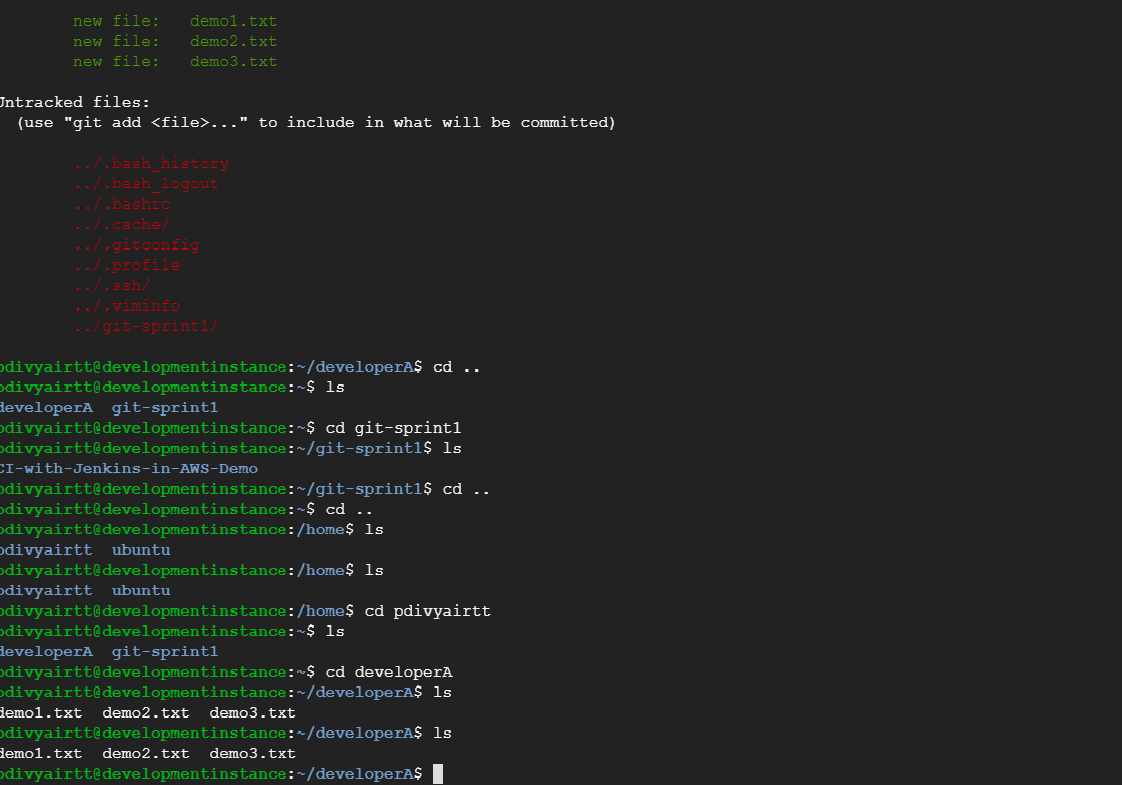 new file:   demo1.txt
new file:   demo2.txt
new file:   demo3.txt
Untracked files:
(use "git add <file>..." to include in what will be committed)
../.bash_history
../.bash_logout
../.bashrc
../.cache/
../.gitconfig
../.profile
../.ssh/
../.viminfo
../git-sprint1/
pdivyairtt@developmentinstance:~/developerA$ cd ..
pdivyairtt@developmentinstance:~$ ls
developerA  git-sprint1
pdivyairtt@developmentinstance:~$ cd git-sprint1
pdivyairtt@developmentinstance:~/git-sprint1$ ls
CI-with-Jenkins-in-AWS-Demo
pdivyairtt@developmentinstance:~/git-sprint1$ cd ..
pdivyairtt@developmentinstance:~$ cd ..
pdivyairtt@developmentinstance:/home$ ls
pdivyairtt  ubuntu
pdivyairtt@developmentinstance:/home$ ls
pdivyairtt  ubuntu
pdivyairtt@developmentinstance:/home$ cd pdivyairtt
pdivyairtt@developmentinstance:~$ ls
developerA  git-sprint1
pdivyairtt@developmentinstance:~$ cd developerA
pdivyairtt@developmentinstance:~/developerA$ ls
demo1.txt  demo2.txt  demo3.txt
pdivyairtt@developmentinstance:~/developerA$ ls
demo1.txt  demo2.txt  demo3.txt
pdivyairtt@developmentinstance:~/developerA$